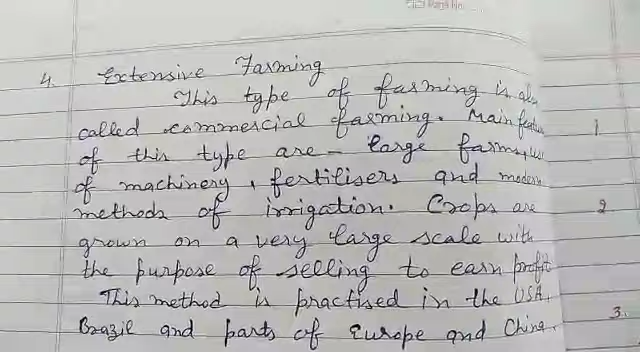 Page No.
4. Extensive Farming
This type of farming is also
called commercial farming. Main featu
of this type are - large farms, use
of machinery, fertilisers and modern
methods of irrigation. Crops are
grown on a very large scale with
the purpose of selling to earn profit
This method is practised in the USA,
Brazil and parts of Europe and China.
1
2
3.